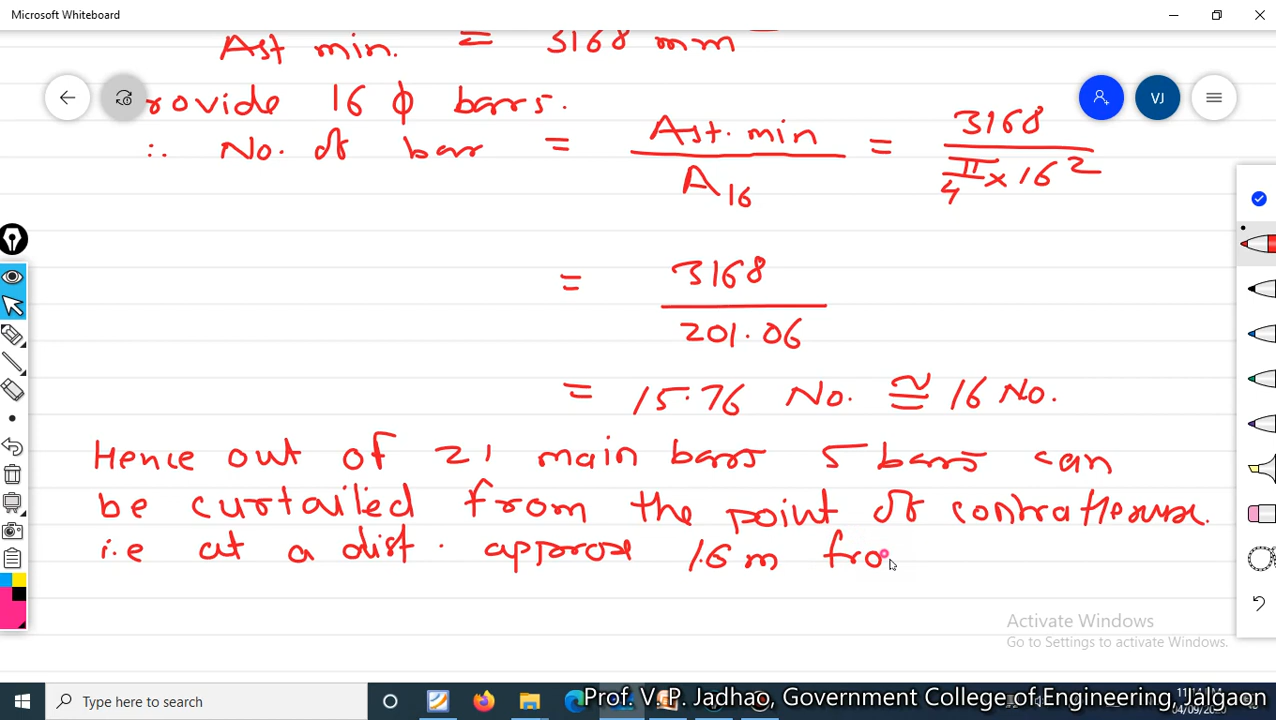 Microsoft Whiteboard
Ast min. = 3168 mm
rovide 16 ϕ bars.
VJ
∴ No. of bar = Ast. min / A16 = 3168 / π/4 × 16²
= 3168 / 201.06
= 15.76 No. ≅ 16 No.
Hence out of 21 main bars 5 bars can
be curtailed from the point of contraflexure.
i.e at a dist. approx 1.6 m fro
Activate Windows
Go to Settings to activate Windows.
Type here to search
Prof. V. P. Jadhao, Government College of Engineering, Jalgaon